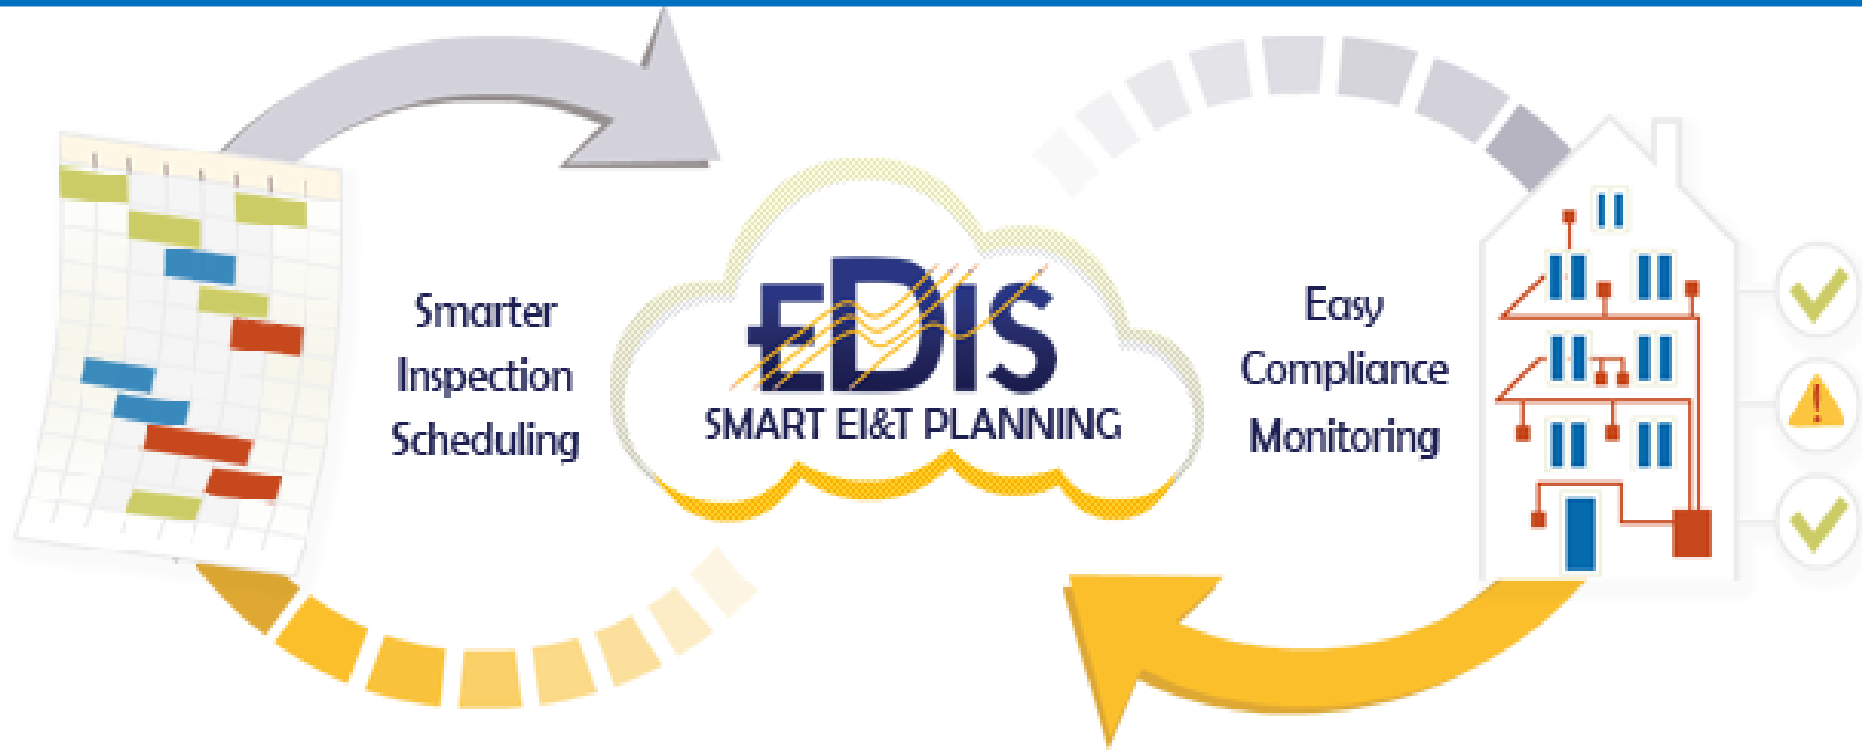 Smarter
Inspection
Scheduling
EDIS
SMART EI&T PLANNING
Easy
Compliance
Monitoring